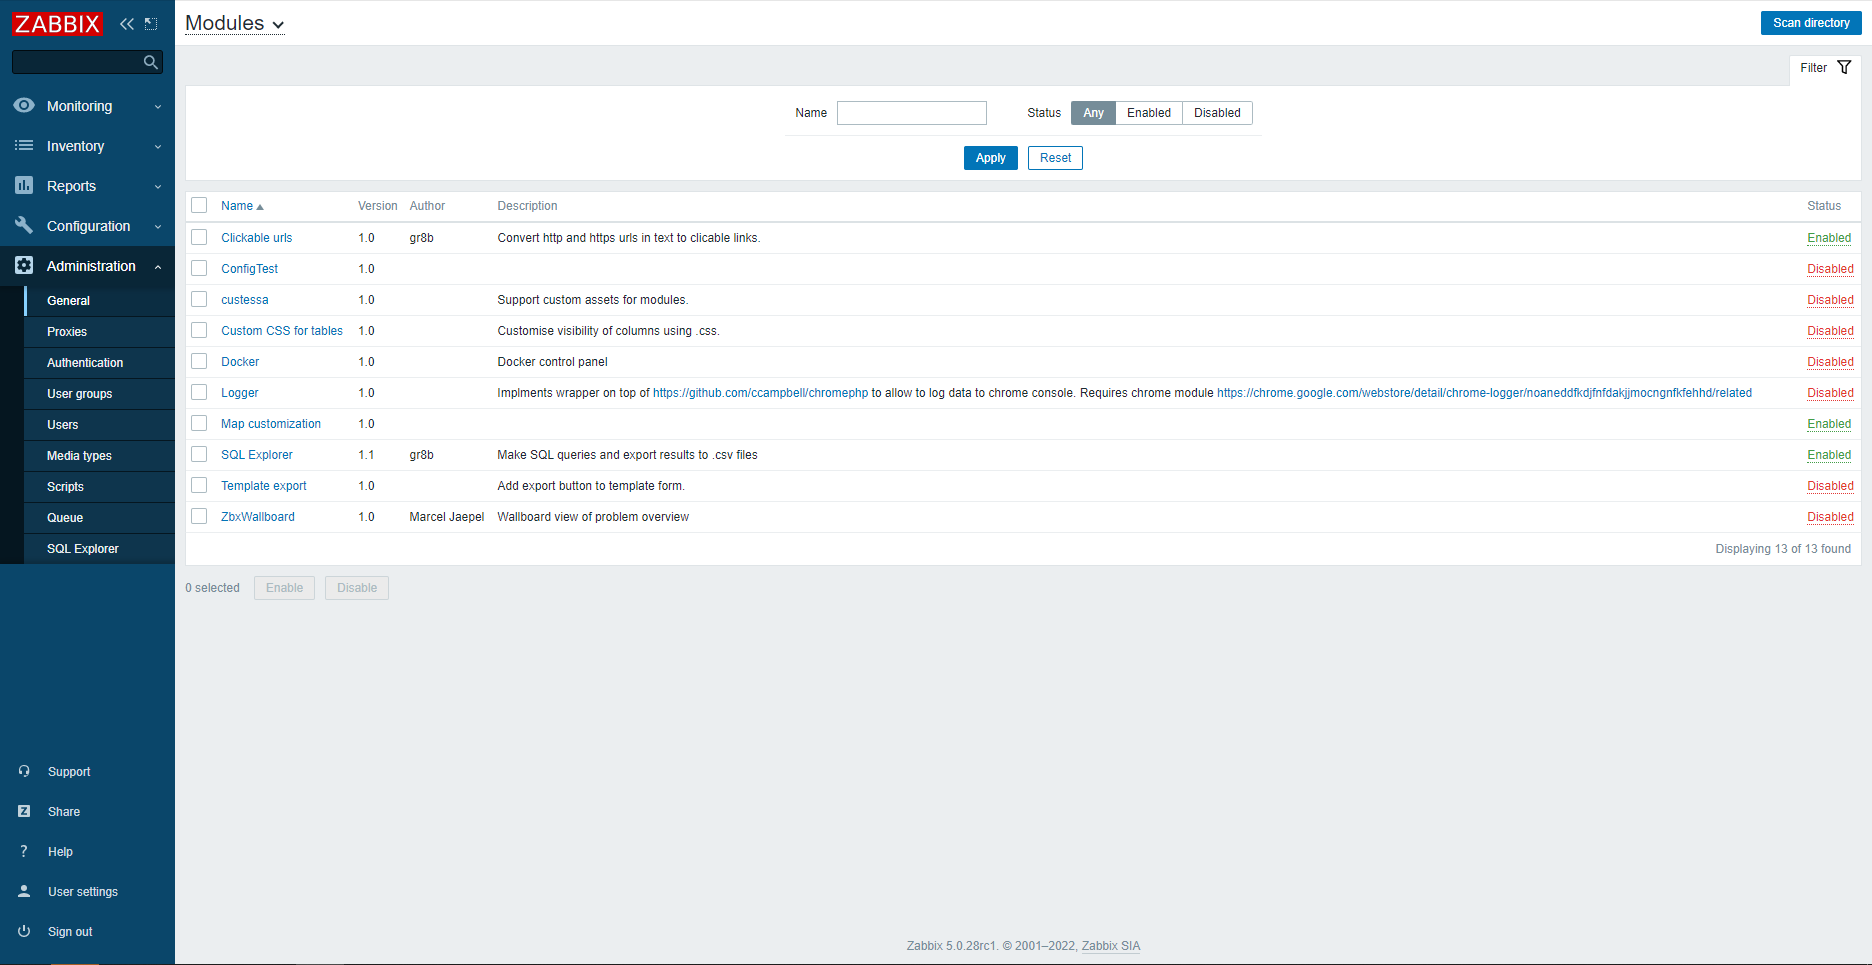 ZABBIX
Monitoring
Inventory
Reports
Configuration
Administration
General
Proxies
Authentication
User groups
Users
Media types
Scripts
Queue
SQL Explorer
Support
Share
Help
User settings
Sign out
Modules
Scan directory
Filter
Name Status Any Enabled Disabled
Apply Reset
Name Version Author Description Status
Clickable urls 1.0 gr8b Convert http and https urls in text to clicable links. Enabled
ConfigTest 1.0 Disabled
custessa 1.0 Support custom assets for modules. Disabled
Custom CSS for tables 1.0 Customise visibility of columns using .css. Disabled
Docker 1.0 Docker control panel Disabled
Logger 1.0 Implments wrapper on top of https://github.com/ccampbell/chromephp to allow to log data to chrome console. Requires chrome module https://chrome.google.com/webstore/detail/chrome-logger/noaneddfkdjfnfdakjjmocngnfkfehhd/related Disabled
Map customization 1.0 Enabled
SQL Explorer 1.1 gr8b Make SQL queries and export results to .csv files Enabled
Template export 1.0 Add export button to template form. Disabled
ZbxWallboard 1.0 Marcel Jaepel Wallboard view of problem overview Disabled
Displaying 13 of 13 found
0 selected Enable Disable
Zabbix 5.0.28rc1. © 2001–2022, Zabbix SIA